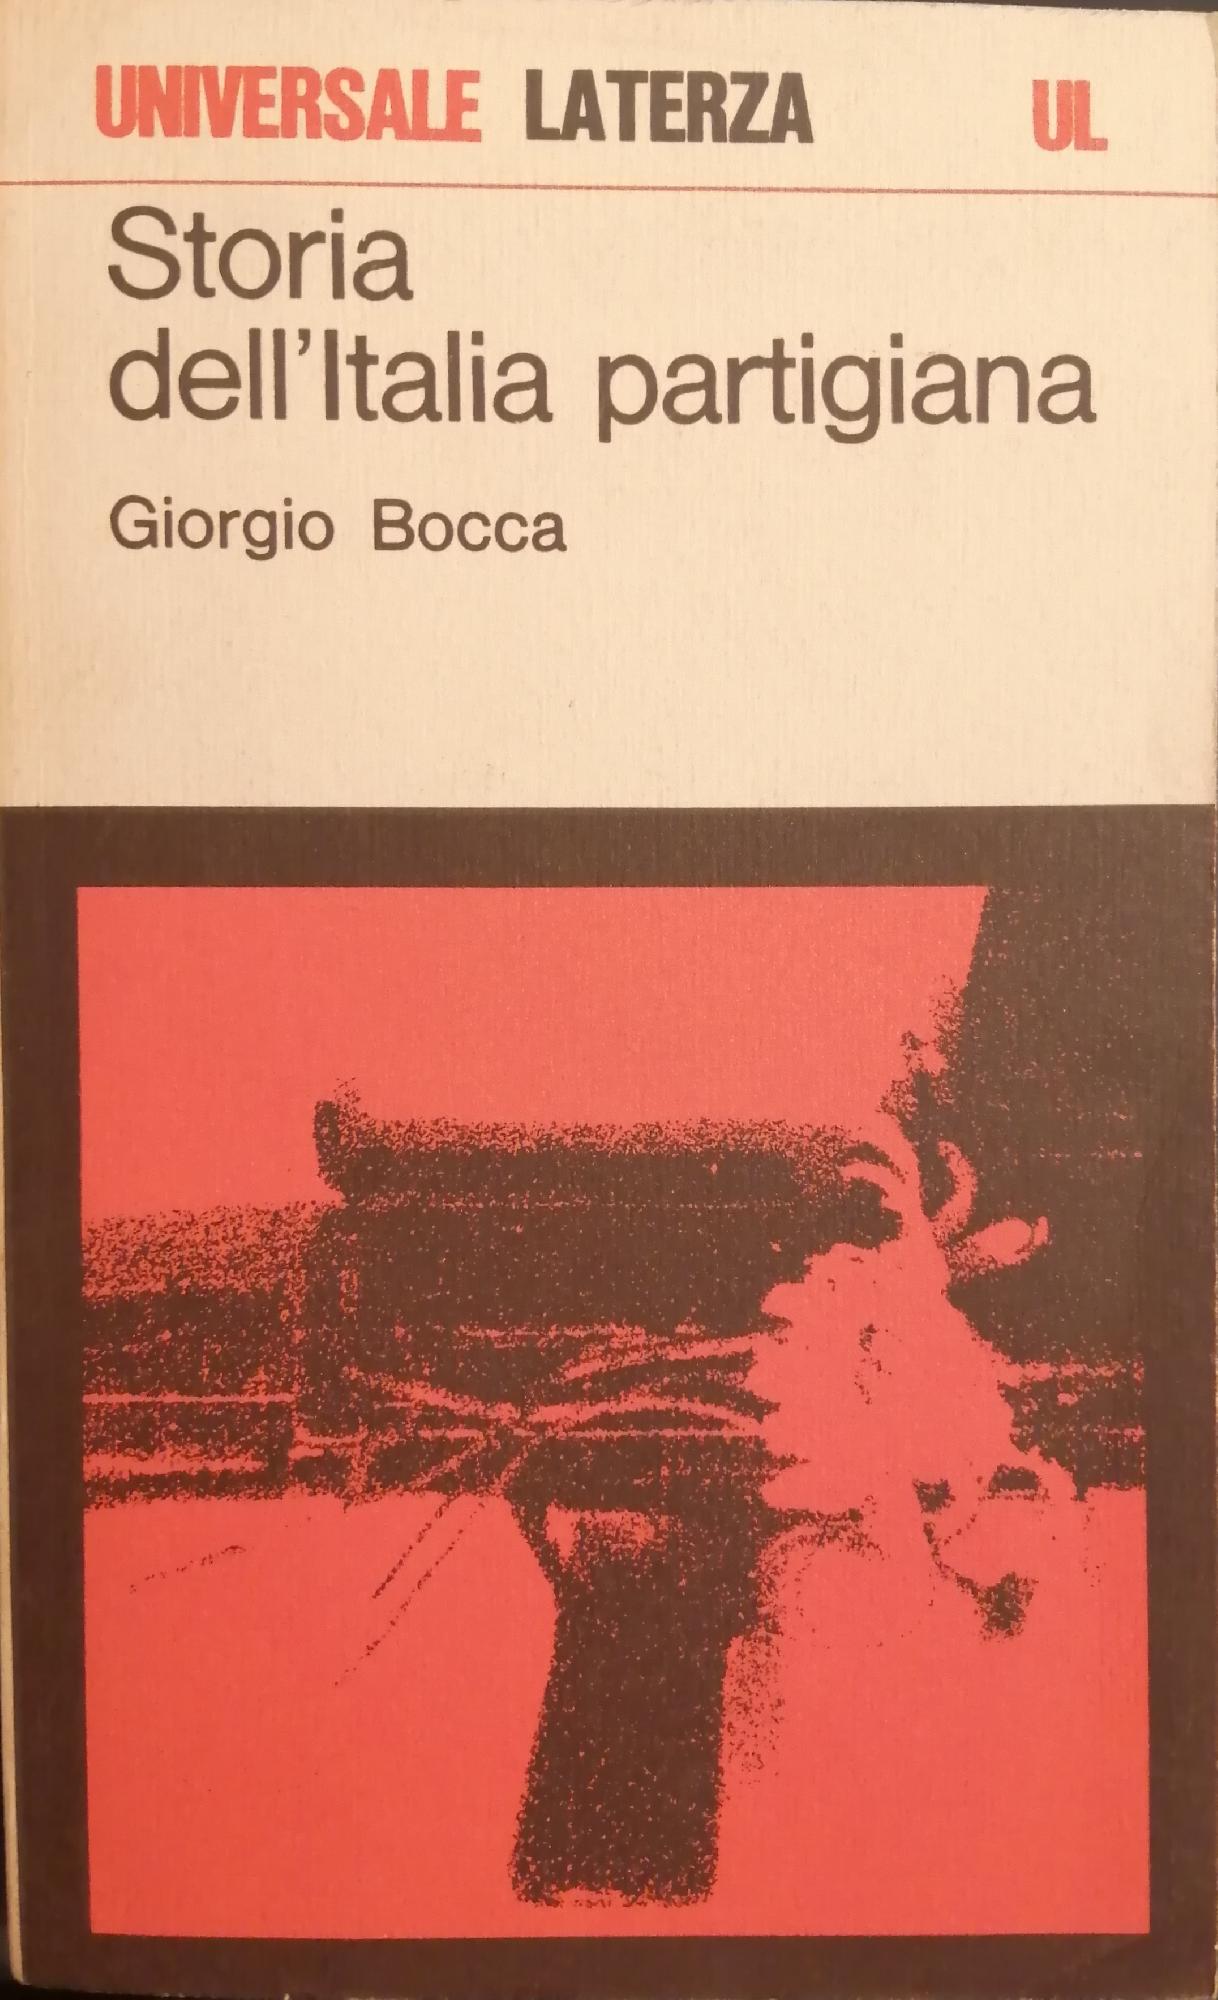 UNIVERSALE LATERZA UL
Storia
dell'Italia partigiana
Giorgio Bocca